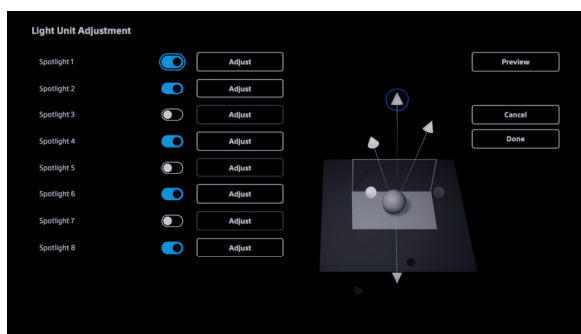 Light Unit Adjustment
Spotlight 1 Adjust Preview
Spotlight 2 Adjust
Spotlight 3 Adjust Cancel
Spotlight 4 Adjust Done
Spotlight 5 Adjust
Spotlight 6 Adjust
Spotlight 7 Adjust
Spotlight 8 Adjust